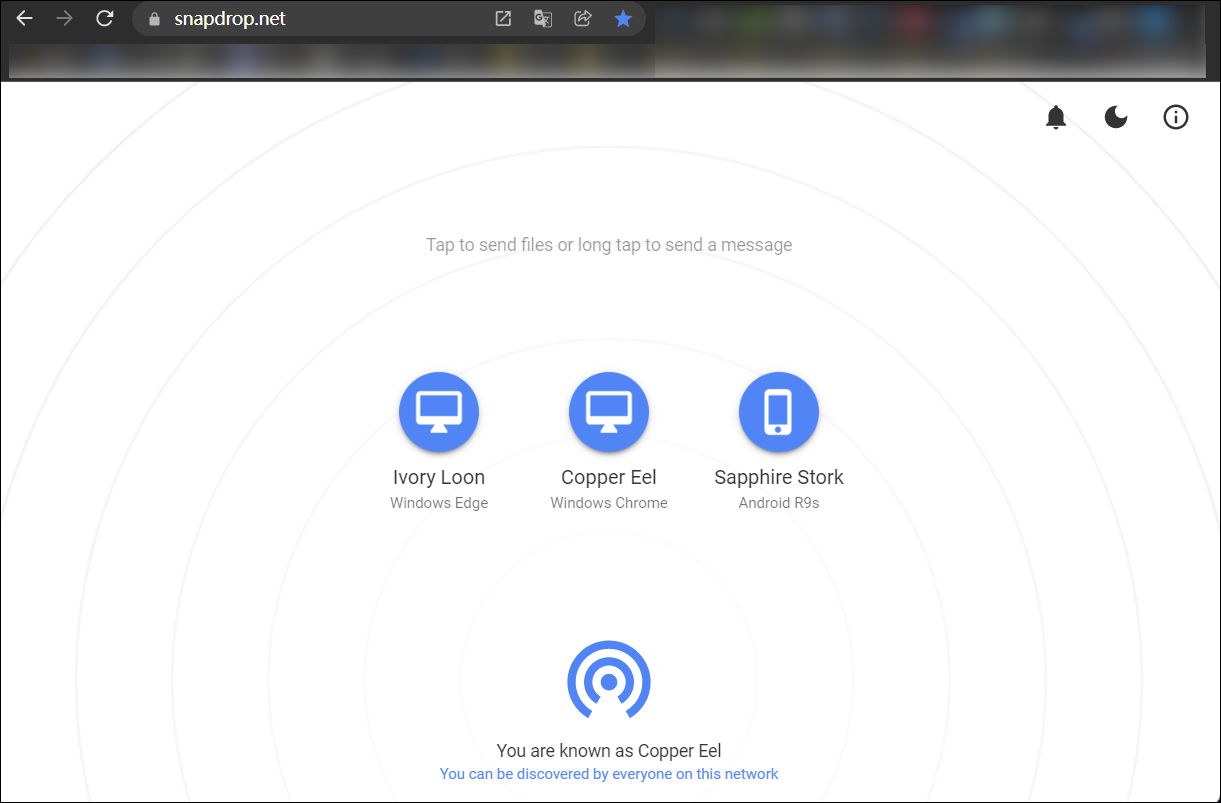 snapdrop.net
Tap to send files or long tap to send a message
Ivory Loon
Windows Edge
Copper Eel
Windows Chrome
Sapphire Stork
Android R9s
You are known as Copper Eel
You can be discovered by everyone on this network